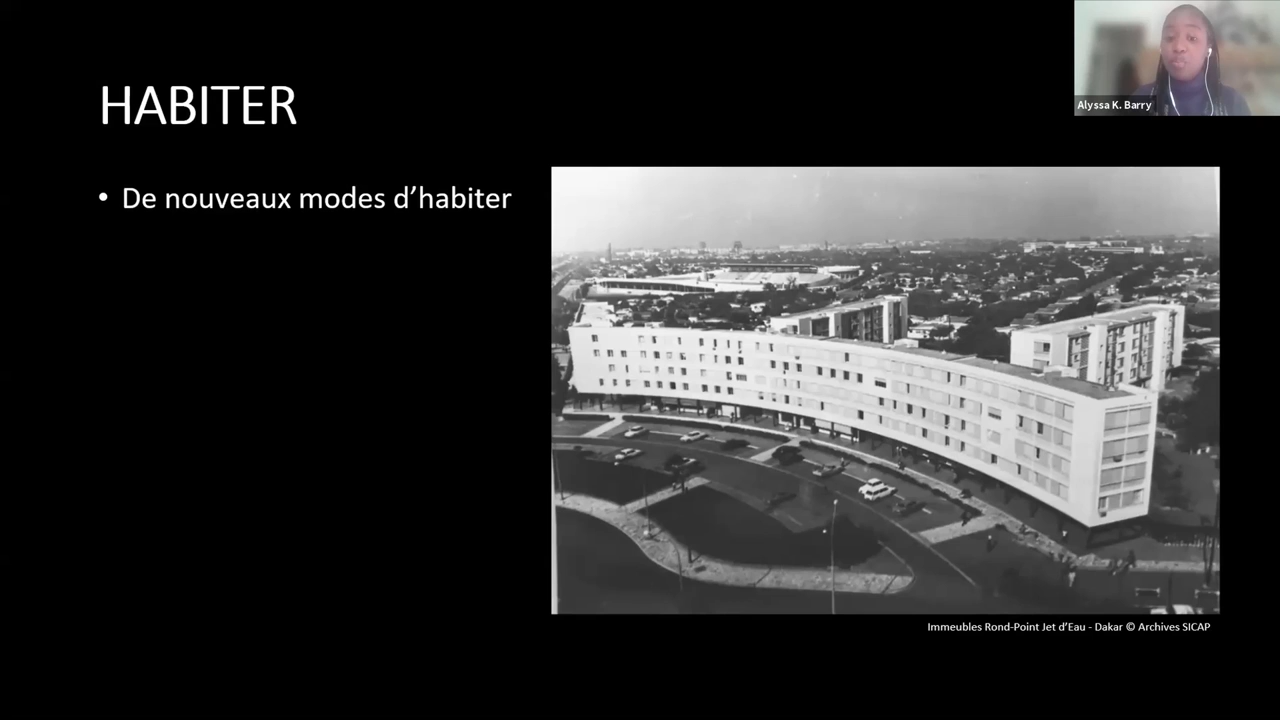 Alyssa K. Barry
HABITER
• De nouveaux modes d’habiter
Immeubles Rond-Point Jet d’Eau - Dakar © Archives SICAP